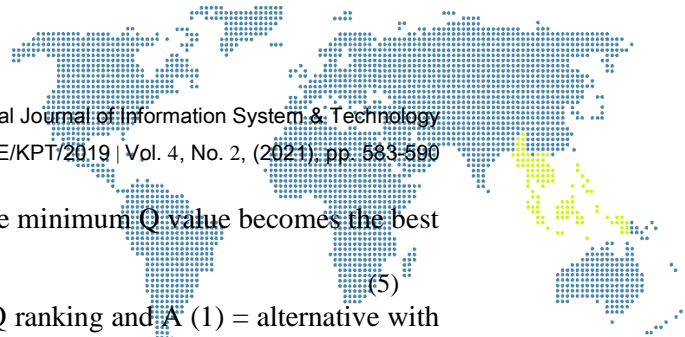 al Journal of Information System & Technology
E/KPT/2019 | Vol. 4, No. 2, (2021), pp. 583-590
e minimum Q value becomes the best
(5)
Q ranking and A (1) = alternative with